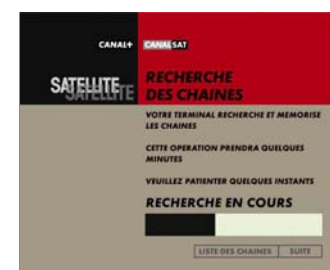 CANAL+ CANALSAT
SATELLITE
SATELLITE
RECHERCHE
DES CHAINES
VOTRE TERMINAL RECHERCHE ET MEMORISE
LES CHAINES
CETTE OPERATION PRENDRA QUELQUES
MINUTES
VEUILLEZ PATIENTER QUELQUES INSTANTS
RECHERCHE EN COURS
LISTE DES CHAINES SUITE